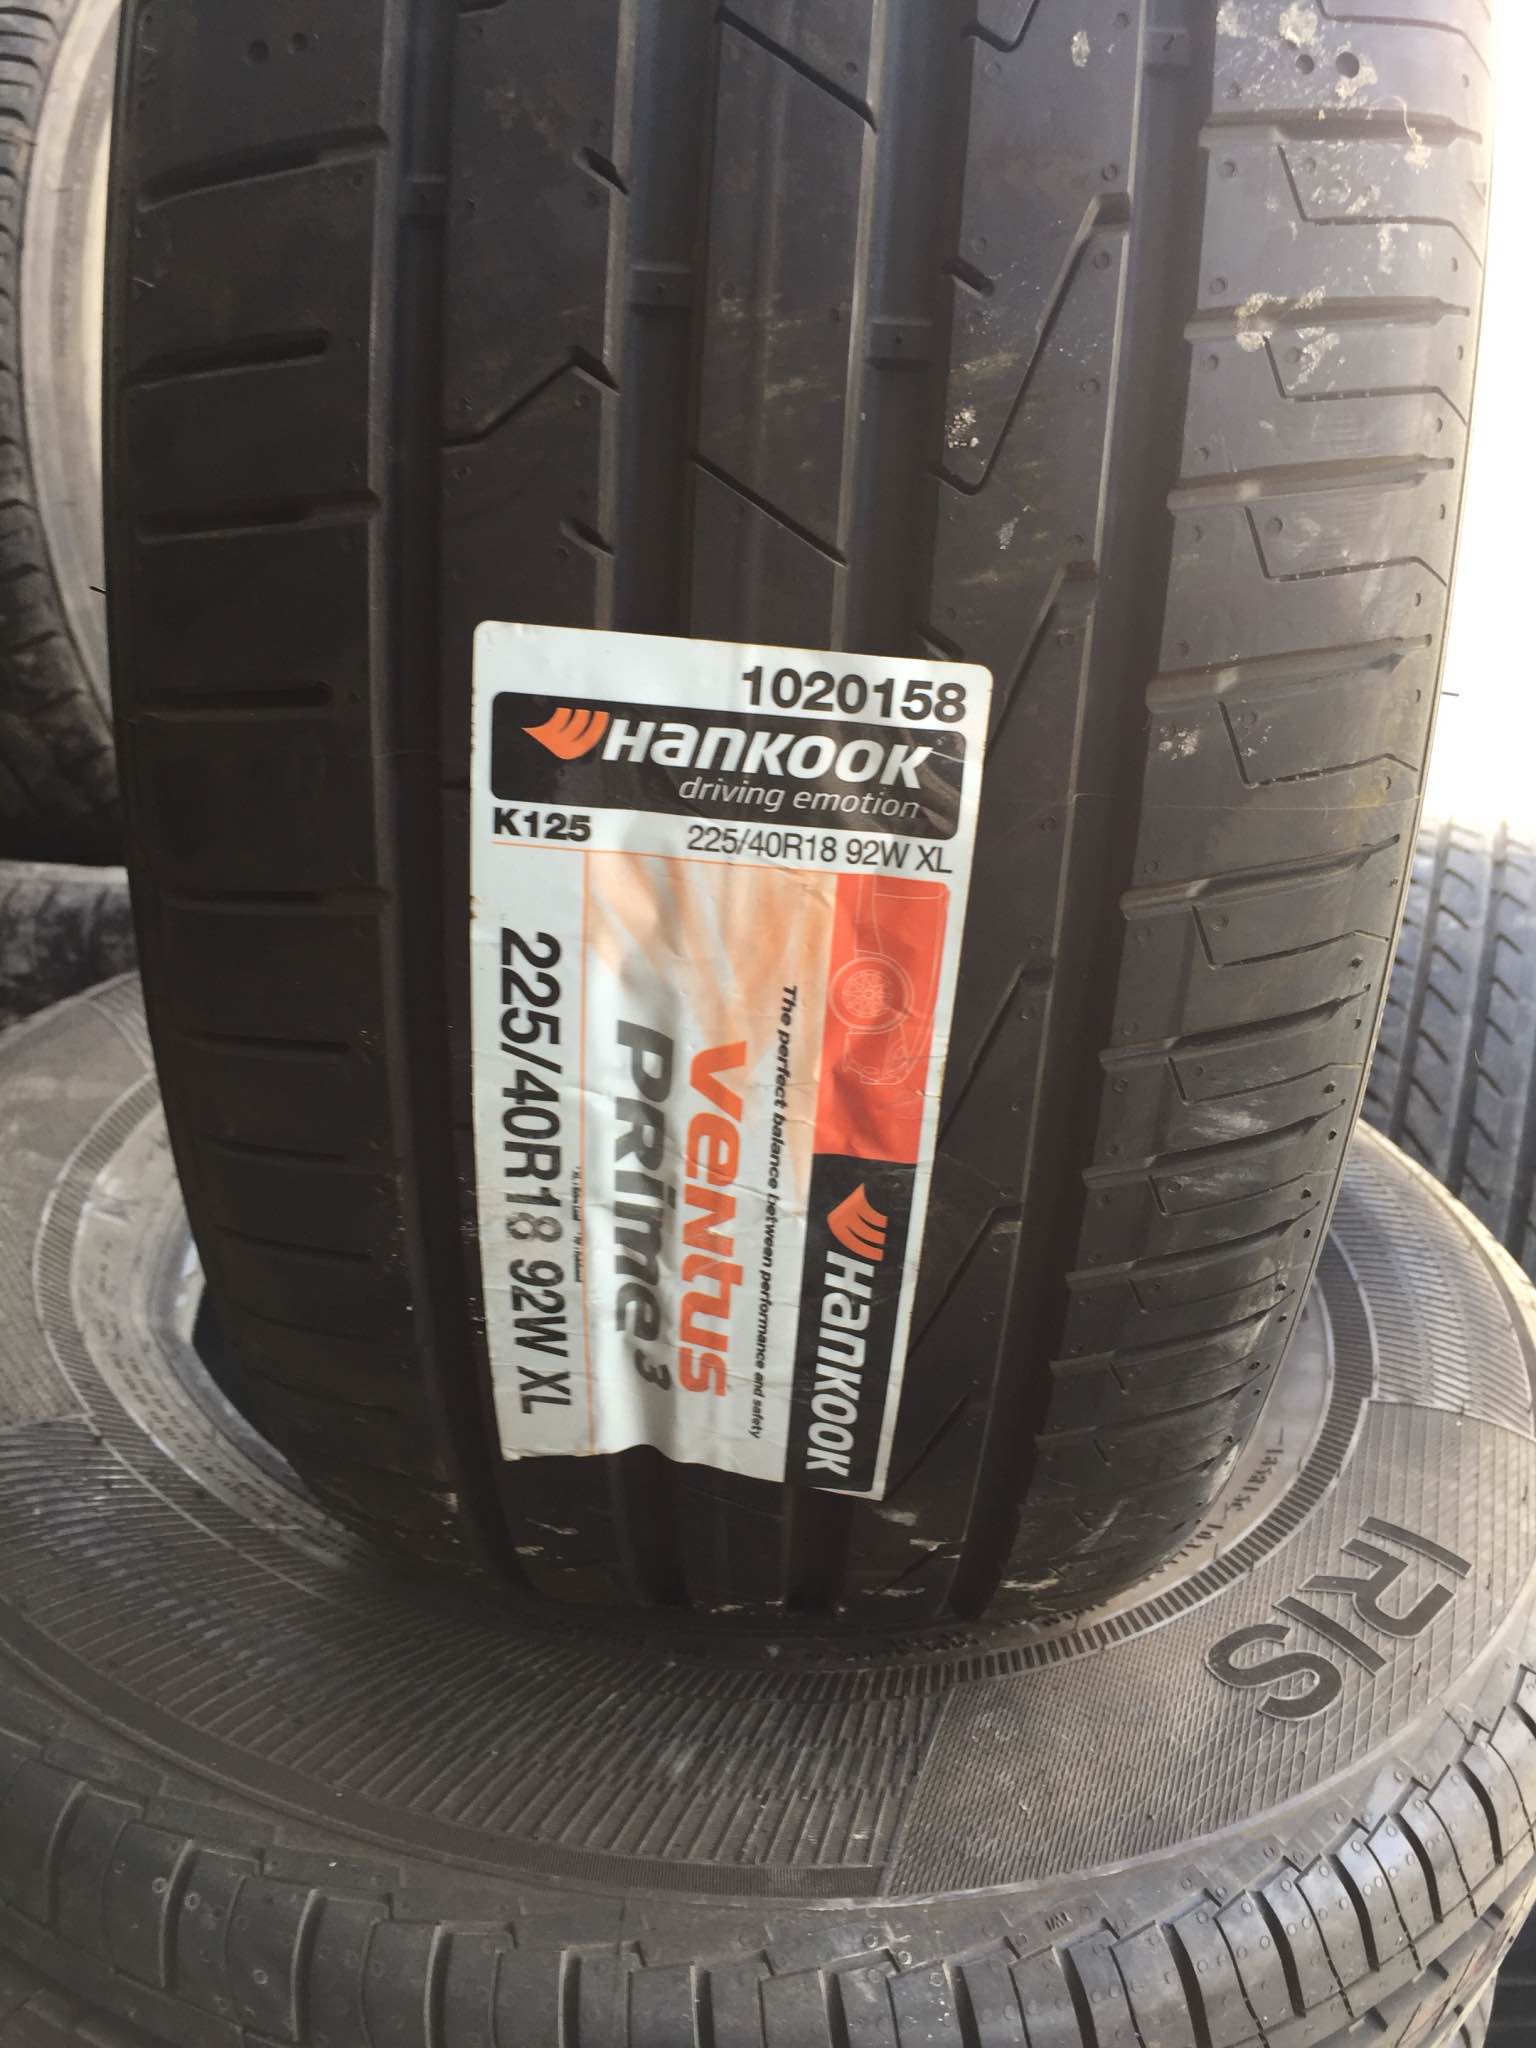 1020158
Hankook
driving emotion
K125
225/40R18 92W XL
Hankook
The perfect balance between performance and safety
Ventus
Prime3
225/40R18 92W XL
IRIS